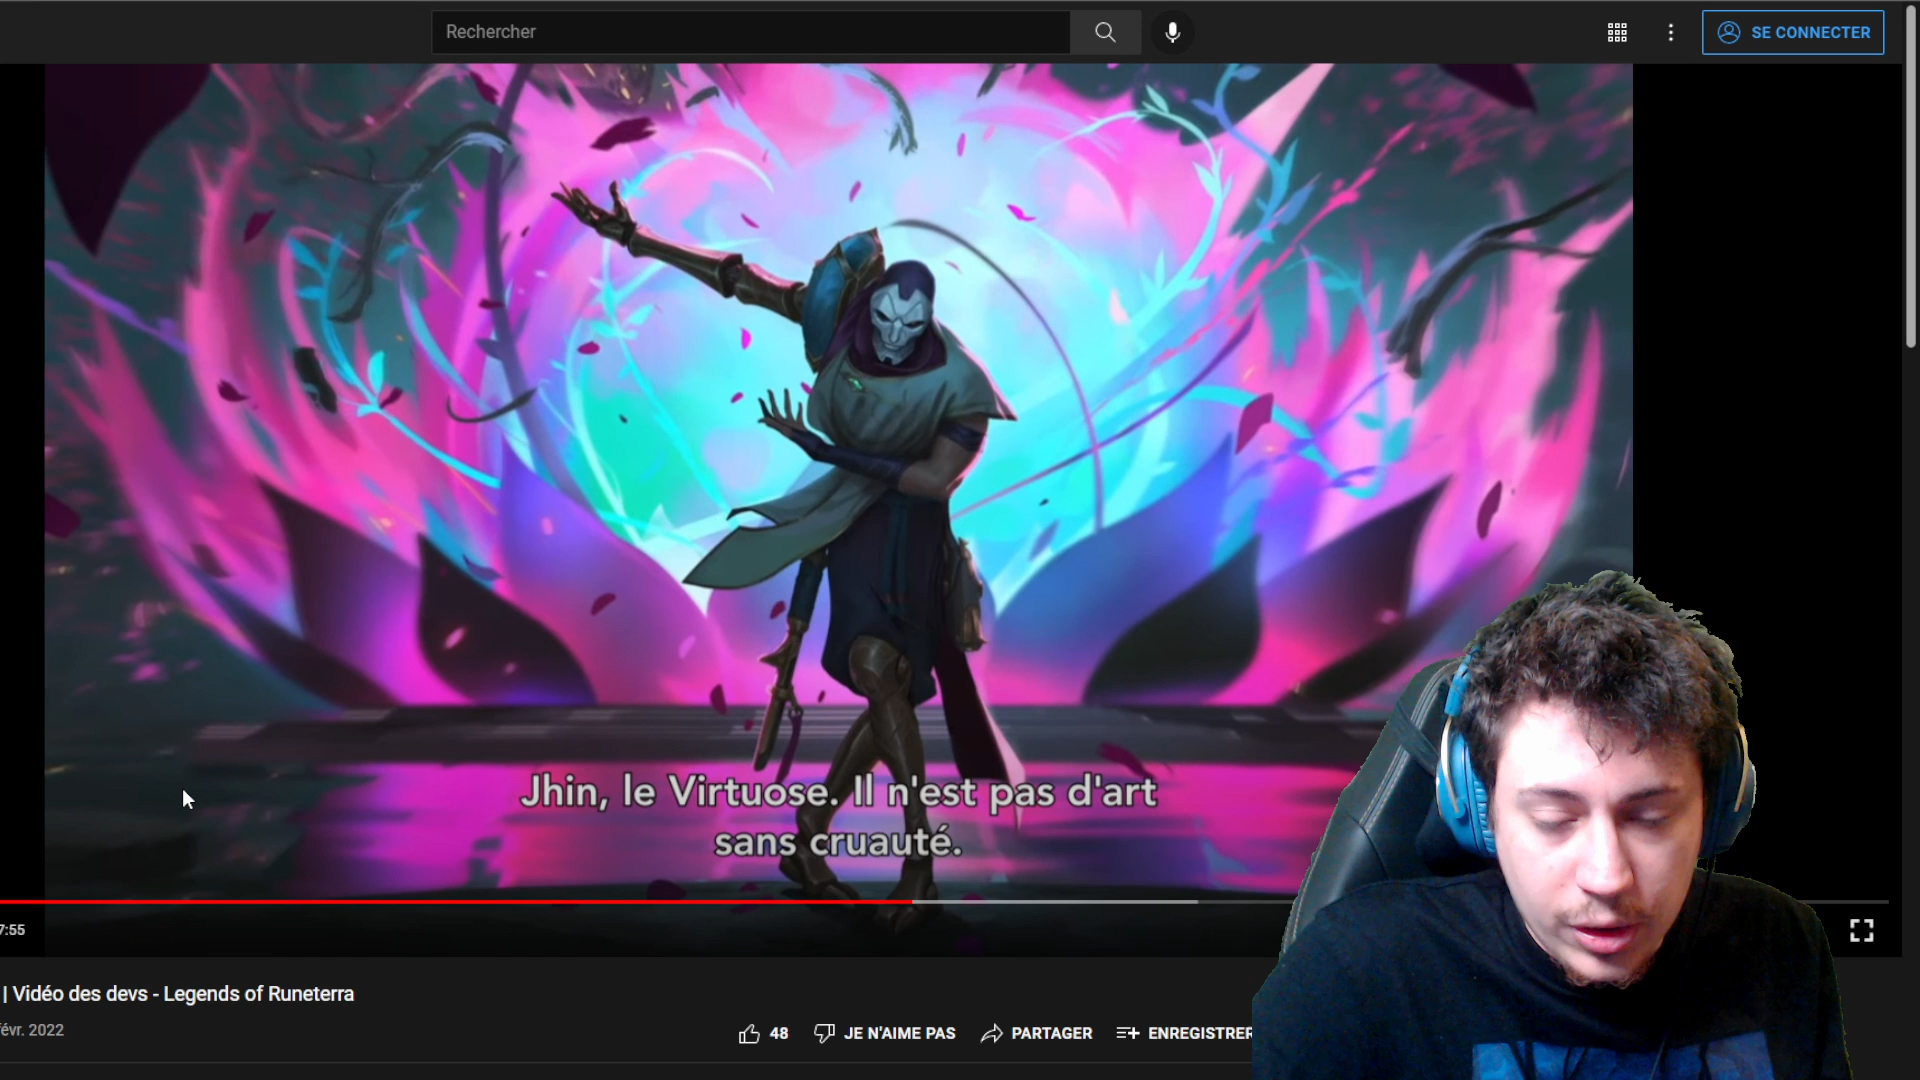 Rechercher
SE CONNECTER
Jhin, le Virtuose. Il n'est pas d'art
sans cruauté.
7:55
| Vidéo des devs - Legends of Runeterra
févr. 2022
48 JE N'AIME PAS PARTAGER ENREGISTRER